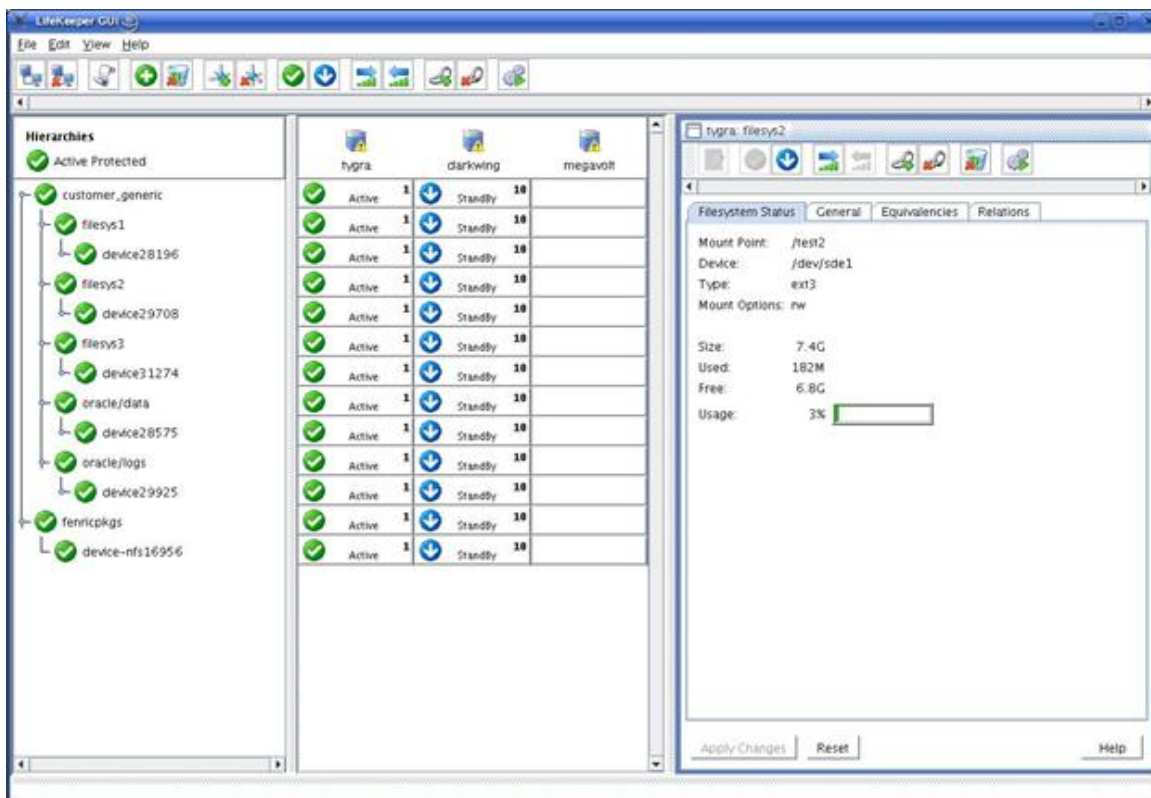 LifeKeeper GUI
File Edit View Help
Hierarchies
Active Protected
tygra darkwing megavolt
customer_generic Active 1 StandBy 10
filesys1 Active 1 StandBy 10
device28196 Active 1 StandBy 10
filesys2 Active 1 StandBy 10
device29708 Active 1 StandBy 10
filesys3 Active 1 StandBy 10
device31274 Active 1 StandBy 10
oracle/data Active 1 StandBy 10
device28575 Active 1 StandBy 10
oracle/logs Active 1 StandBy 10
device29925 Active 1 StandBy 10
fenricpkgs Active 1 StandBy 10
device-nfs16956 Active 1 StandBy 10
tygra: filesys2
Filesystem Status General Equivalencies Relations
Mount Point: /test2
Device: /dev/sde1
Type: ext3
Mount Options: rw
Size: 7.4G
Used: 182M
Free: 6.8G
Usage: 3%
Apply Changes Reset Help